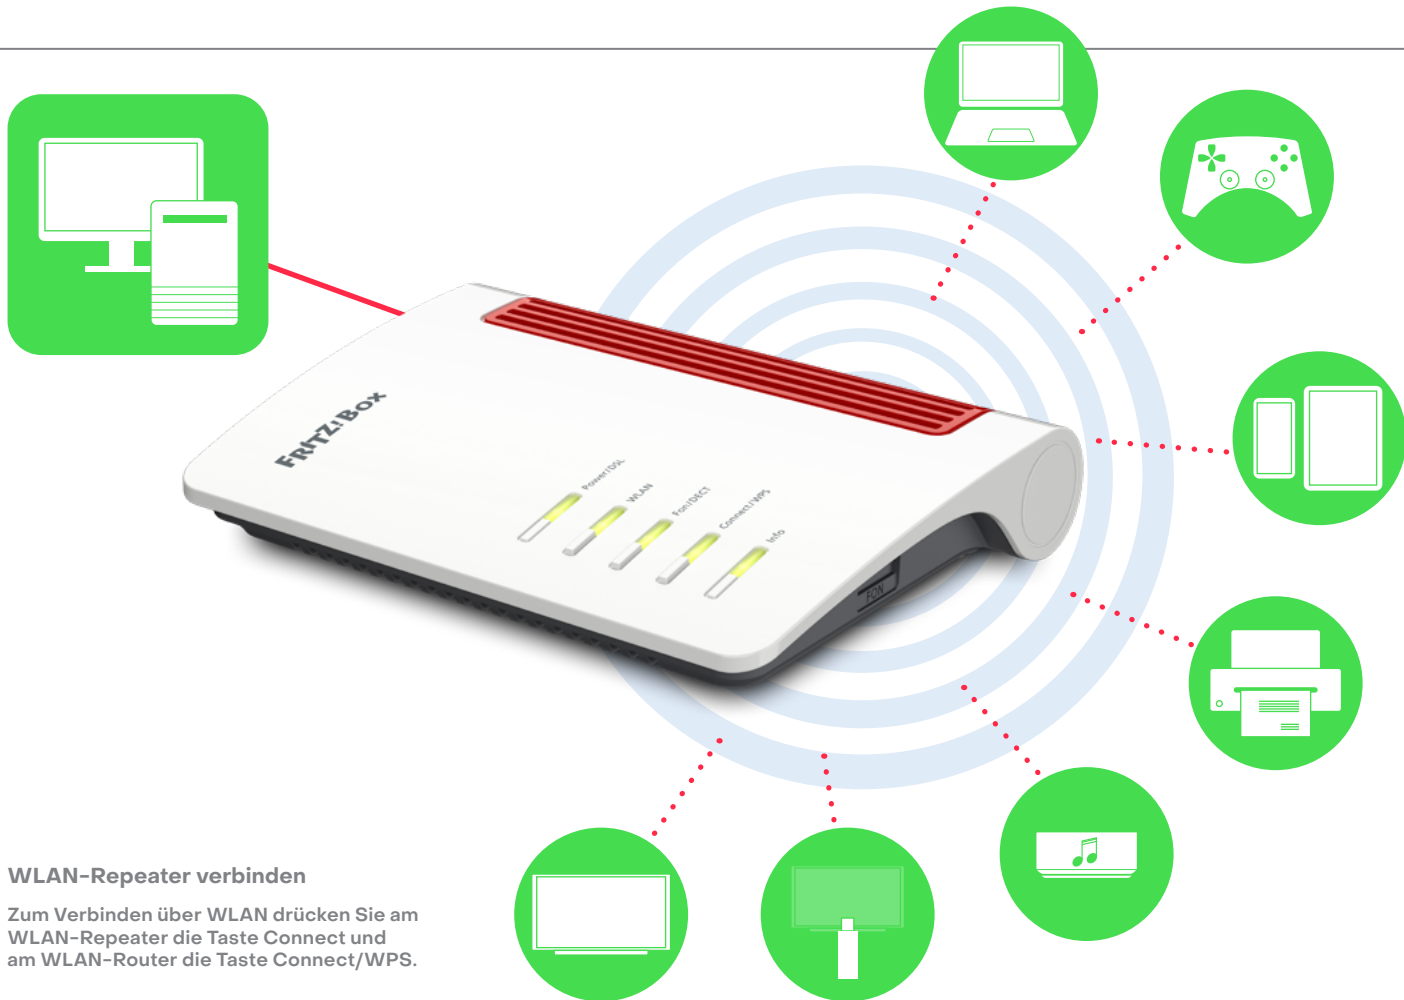 FRITZ!Box
Power/DSL
WLAN
Fon/DECT
Connect/WPS
Info
FON
WLAN-Repeater verbinden
Zum Verbinden über WLAN drücken Sie am
WLAN-Repeater die Taste Connect und
am WLAN-Router die Taste Connect/WPS.